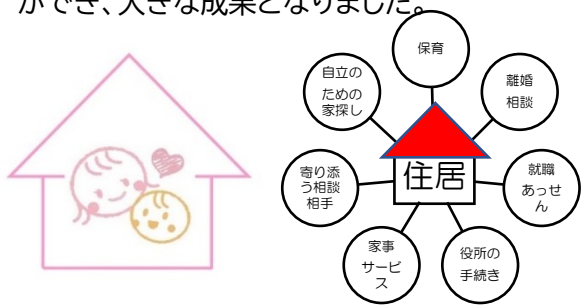 ができ、大きな成果となりました。
保育
自立の
ための
家探し
離婚
相談
寄り添
う相談
相手
住居
就職
あっせ
ん
家事
サービ
ス
役所の
手続き